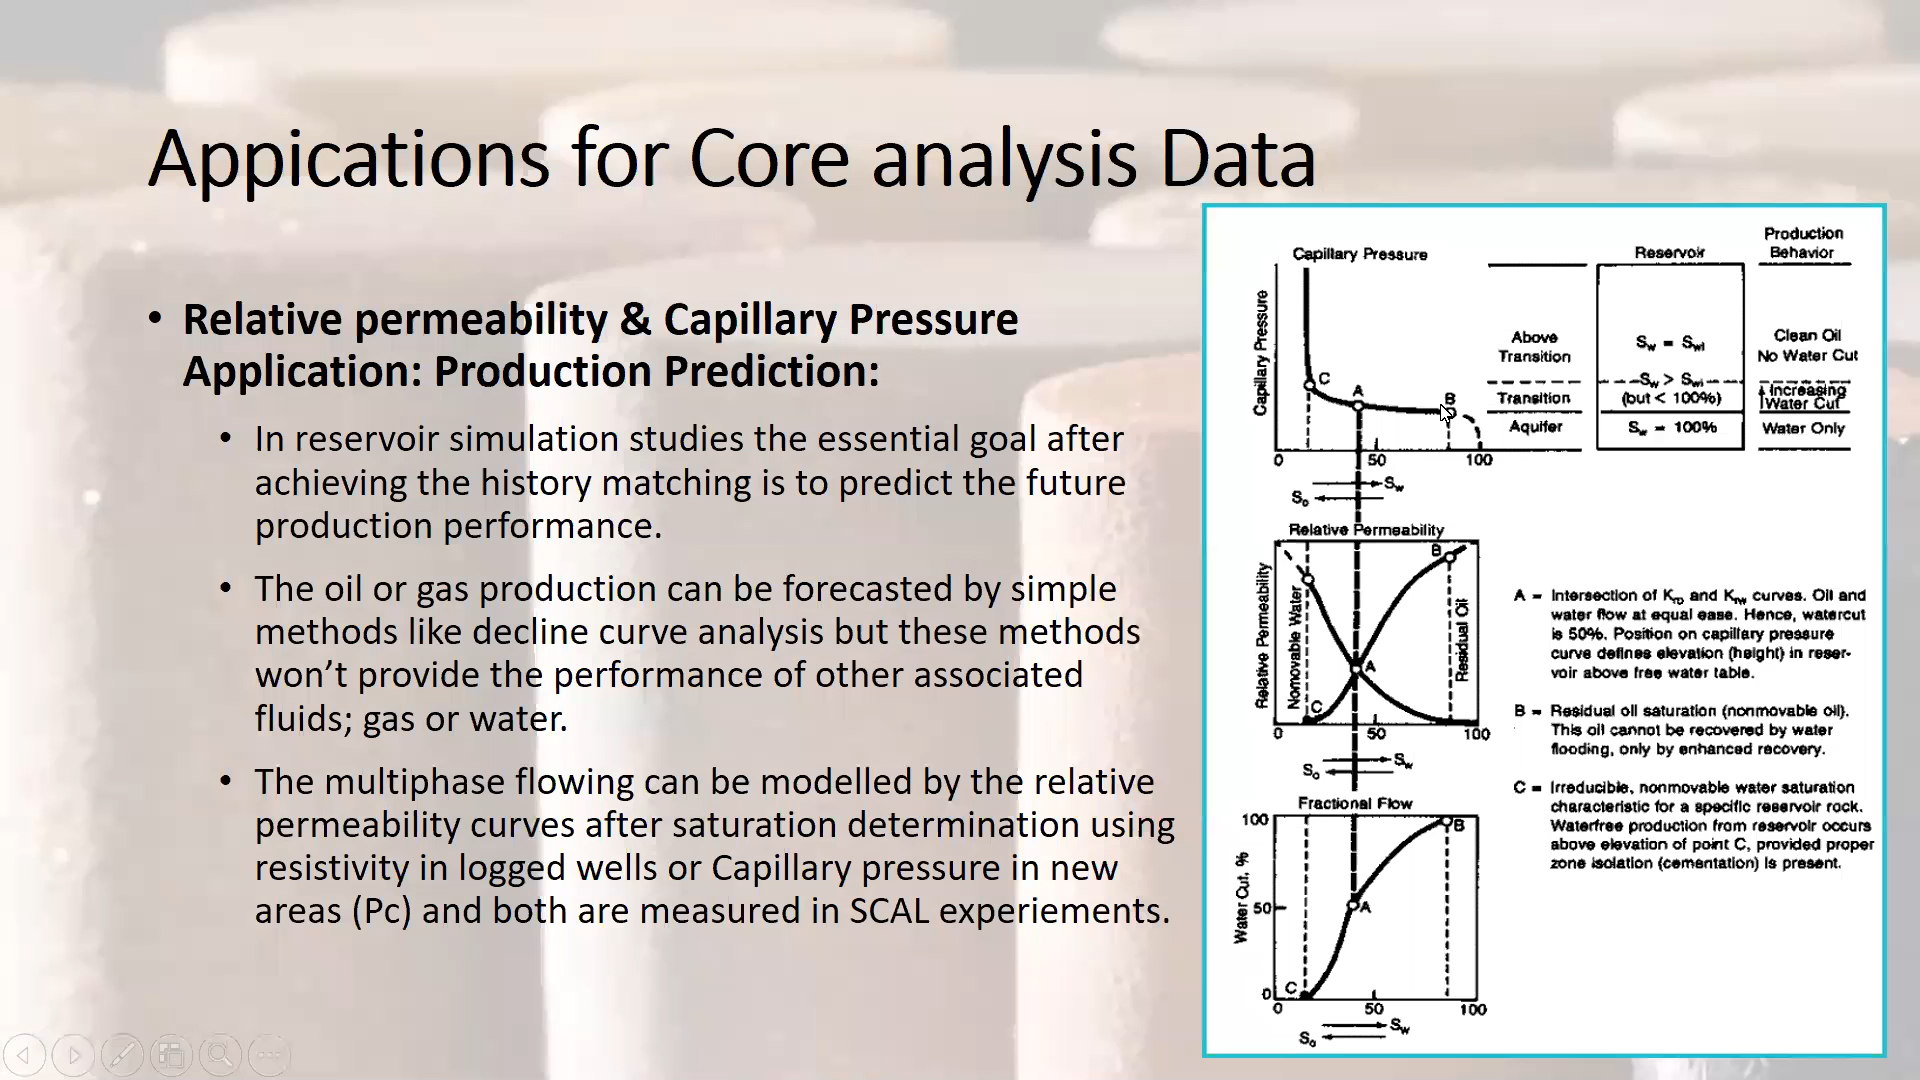 Appications for Core analysis Data
• Relative permeability & Capillary Pressure
Application: Production Prediction:
• In reservoir simulation studies the essential goal after
achieving the history matching is to predict the future
production performance.
• The oil or gas production can be forecasted by simple
methods like decline curve analysis but these methods
won’t provide the performance of other associated
fluids; gas or water.
• The multiphase flowing can be modelled by the relative
permeability curves after saturation determination using
resistivity in logged wells or Capillary pressure in new
areas (Pc) and both are measured in SCAL experiements.
Capillary Pressure
Reservoir
Production
Behavior
Capillary Pressure
C
A
B
0
50
100
So
Sw
Above
Transition
Sw = Swi
Clean Oil
No Water Cut
Transition
Sw > Swi
(but < 100%)
Increasing
Water Cut
Aquifer
Sw = 100%
Water Only
Relative Permeability
Relative Permeability
Nonmovable Water
Residual Oil
B
A
C
0
50
100
So
Sw
Fractional Flow
Water Cut, %
100
50
0
B
A
C
0
50
100
So
Sw
A = Intersection of Kro and Krw curves. Oil and
water flow at equal ease. Hence, watercut
is 50%. Position on capillary pressure
curve defines elevation (height) in reser-
voir above free water table.
B = Residual oil saturation (nonmovable oil).
This oil cannot be recovered by water
flooding, only by enhanced recovery.
C = Irreducible, nonmovable water saturation
characteristic for a specific reservoir rock.
Waterfree production from reservoir occurs
above elevation of point C, provided proper
zone isolation (cementation) is present.